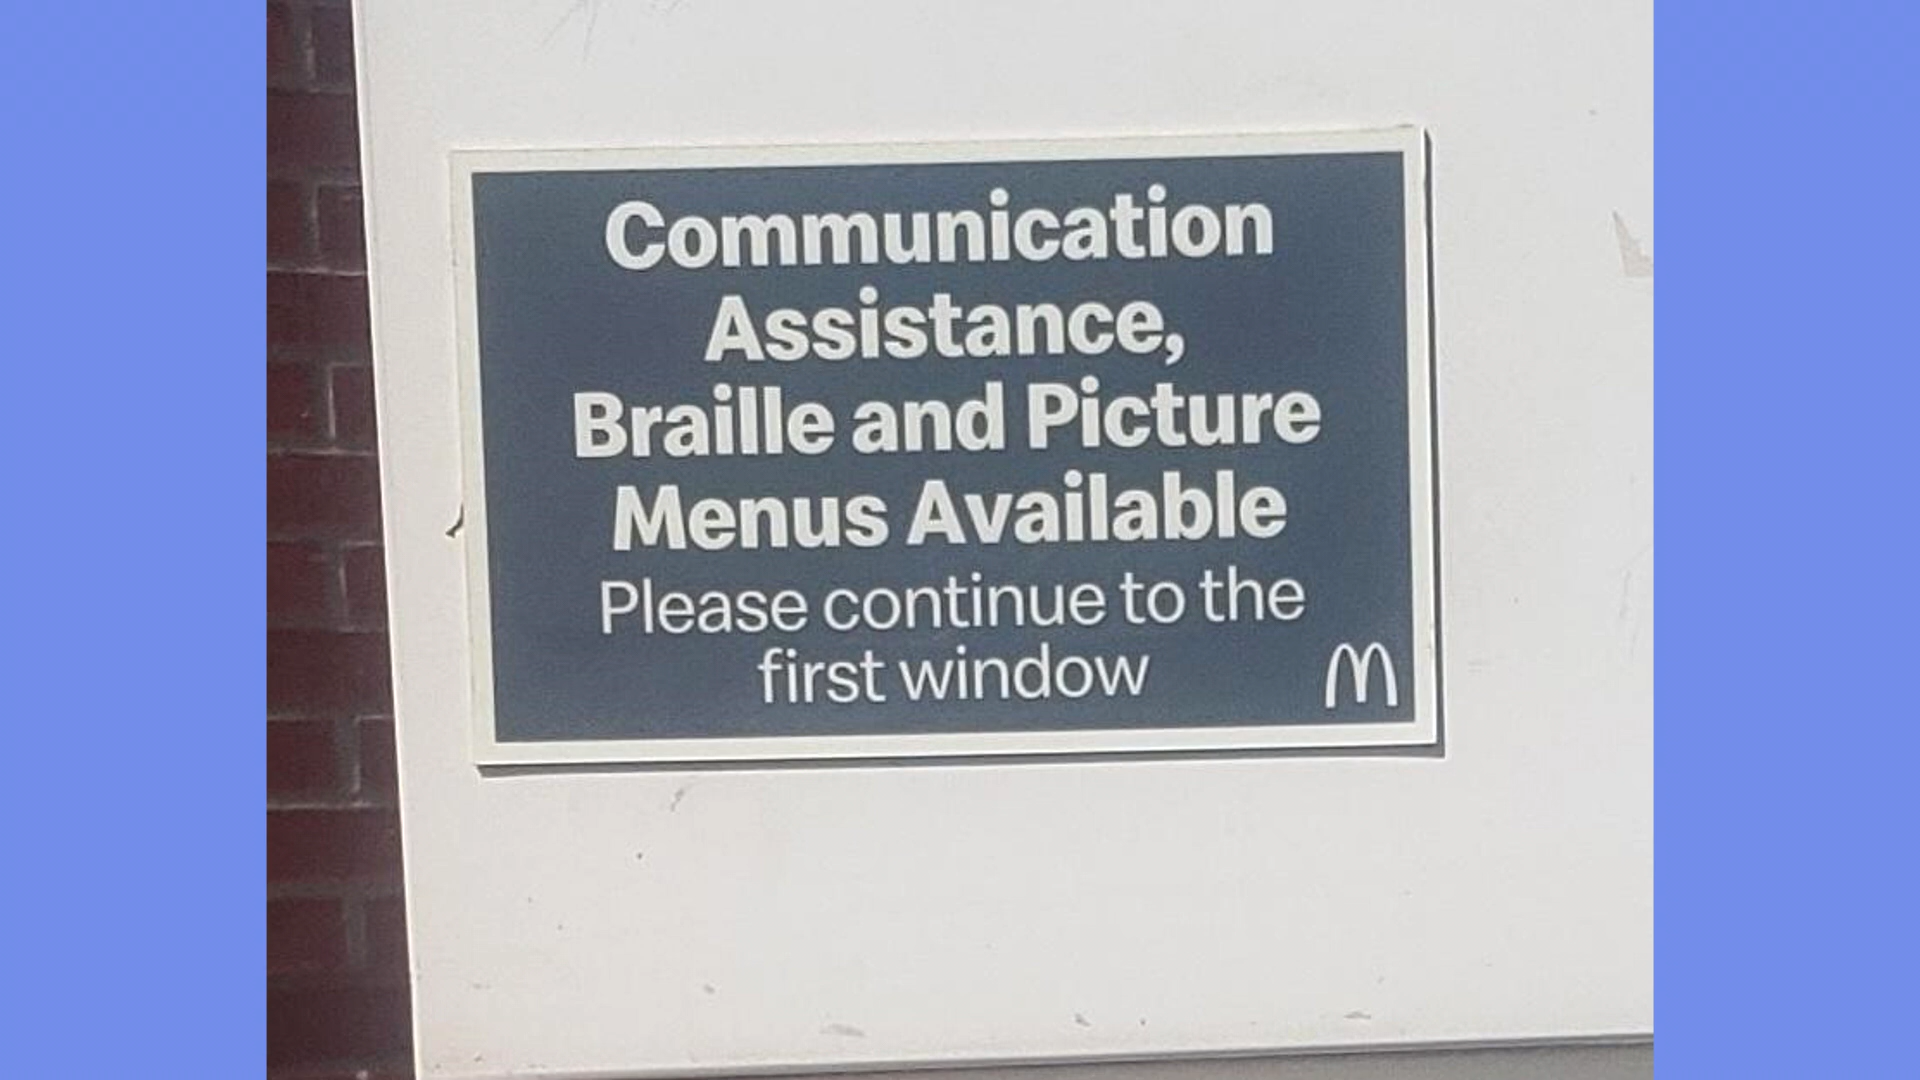 Communication
Assistance,
Braille and Picture
Menus Available
Please continue to the
first window